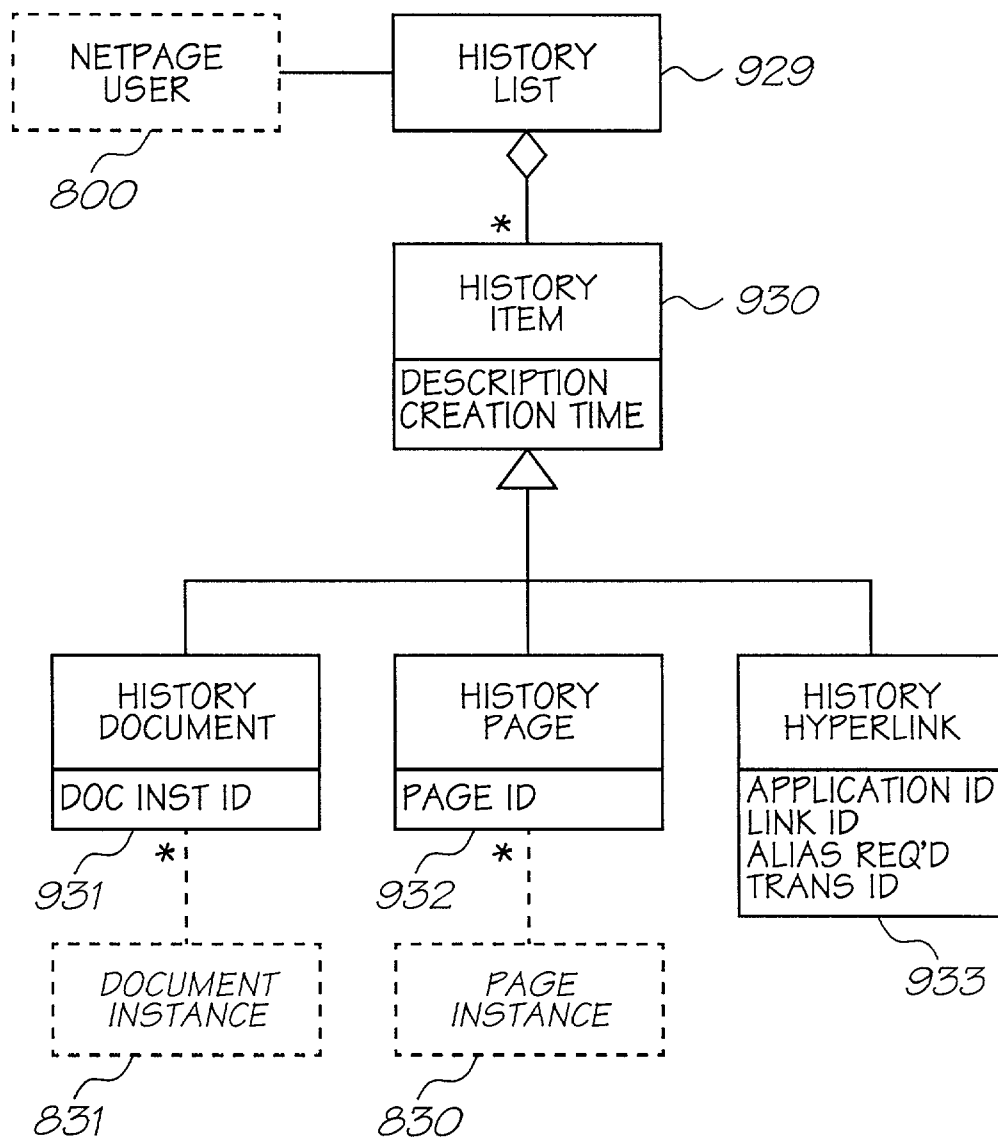 NETPAGE
USER
HISTORY
LIST
929
800
*
HISTORY
ITEM
930
DESCRIPTION
CREATION TIME
HISTORY
DOCUMENT
DOC INST ID
HISTORY
PAGE
PAGE ID
HISTORY
HYPERLINK
APPLICATION ID
LINK ID
ALIAS REQ'D
TRANS ID
931
*
932
*
933
DOCUMENT
INSTANCE
PAGE
INSTANCE
831
830